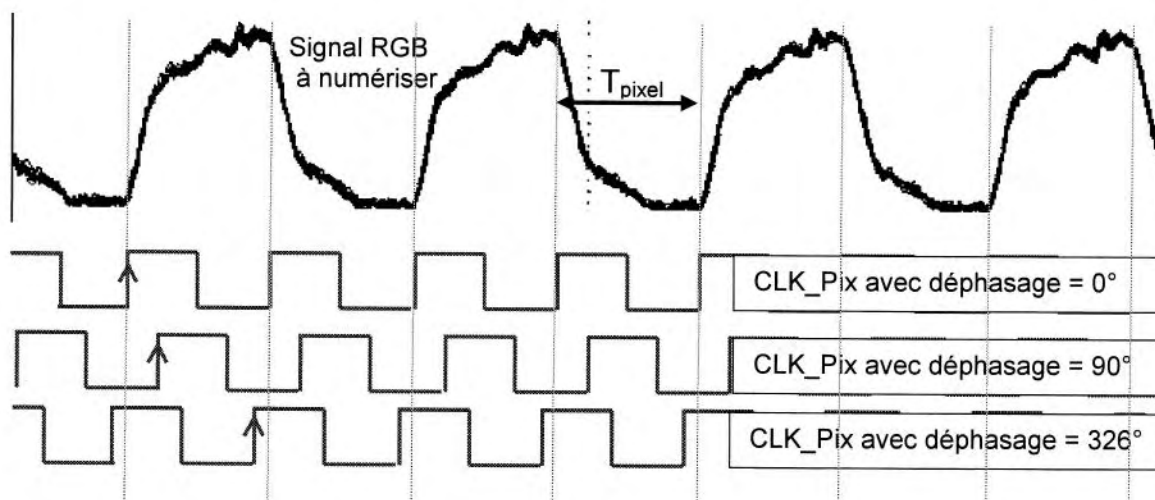 Signal RGB
à numériser
Tpixel
CLK_Pix avec déphasage = 0°
CLK_Pix avec déphasage = 90°
CLK_Pix avec déphasage = 326°